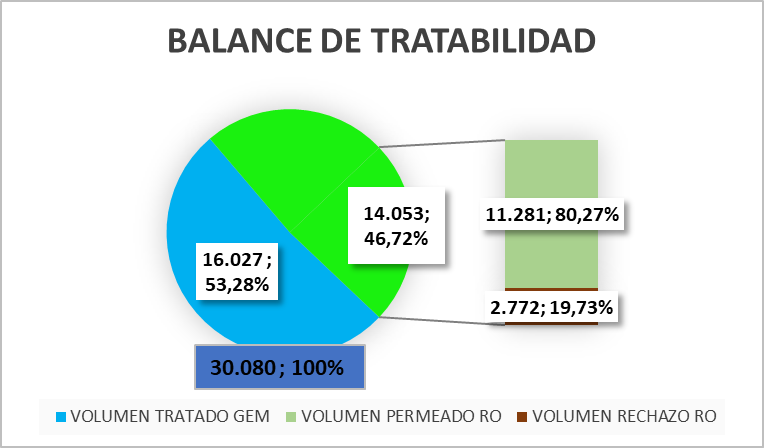 BALANCE DE TRATABILIDAD
14.053;
46,72%
11.281; 80,27%
16.027 ;
53,28%
2.772; 19,73%
30.080 ; 100%
VOLUMEN TRATADO GEM
VOLUMEN PERMEADO RO
VOLUMEN RECHAZO RO